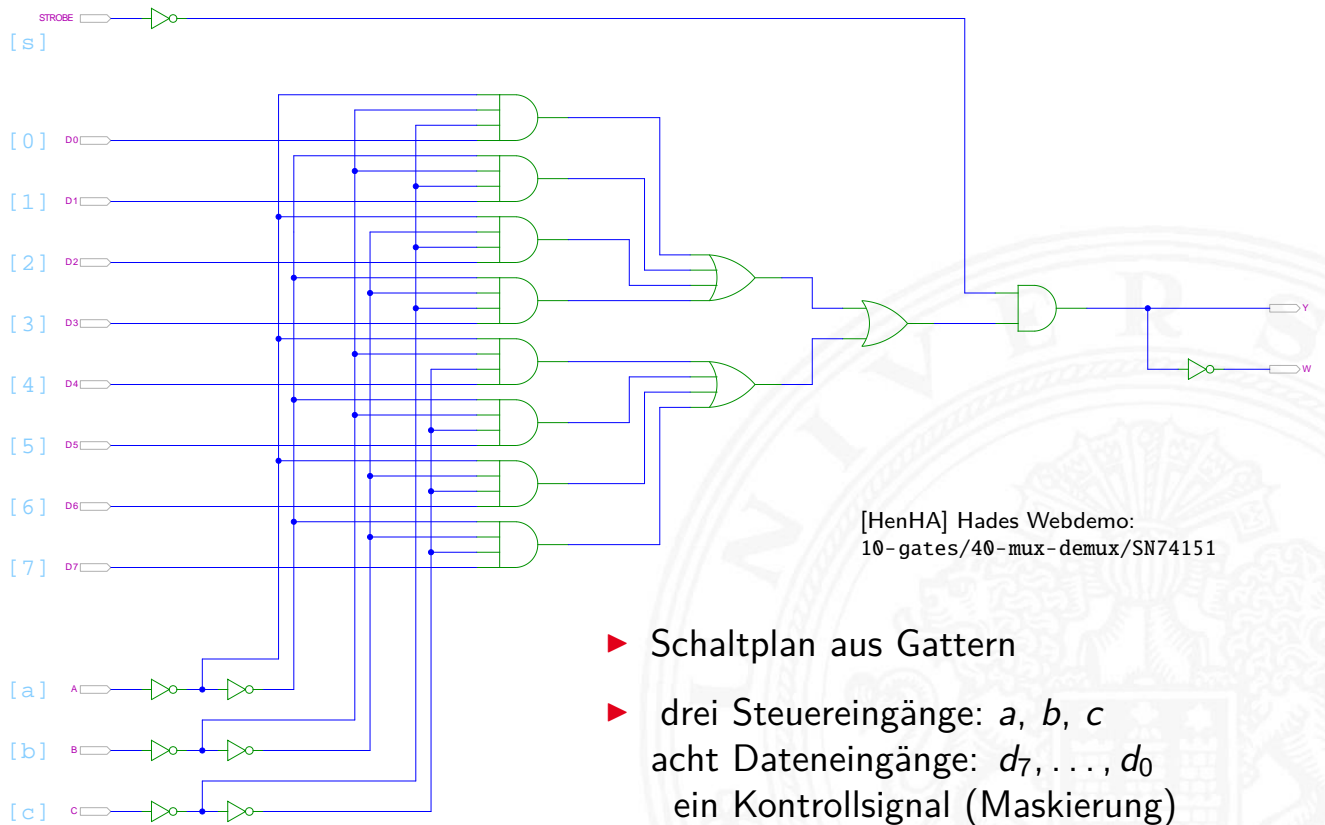 STROBE
[s]
[0] D0
[1] D1
[2] D2
[3] D3
[4] D4
[5] D5
[6] D6
[7] D7
[a] A
[b] B
[c] C
Y
W
[HenHA] Hades Webdemo:
10-gates/40-mux-demux/SN74151
▶ Schaltplan aus Gattern
▶ drei Steuereingänge: a, b, c
acht Dateneingänge: d₇, . . . , d₀
ein Kontrollsignal (Maskierung)
N I V E R S